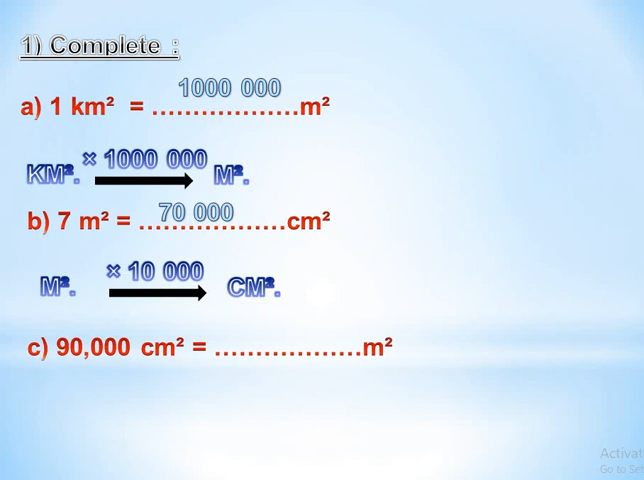 1) Complete :
1000 000
a) 1 km² = ………………m²
KM². × 1000 000 M².
70 000
b) 7 m² = ………………cm²
M². × 10 000 CM².
c) 90,000 cm² = ………………m²
Activat
Go to Set